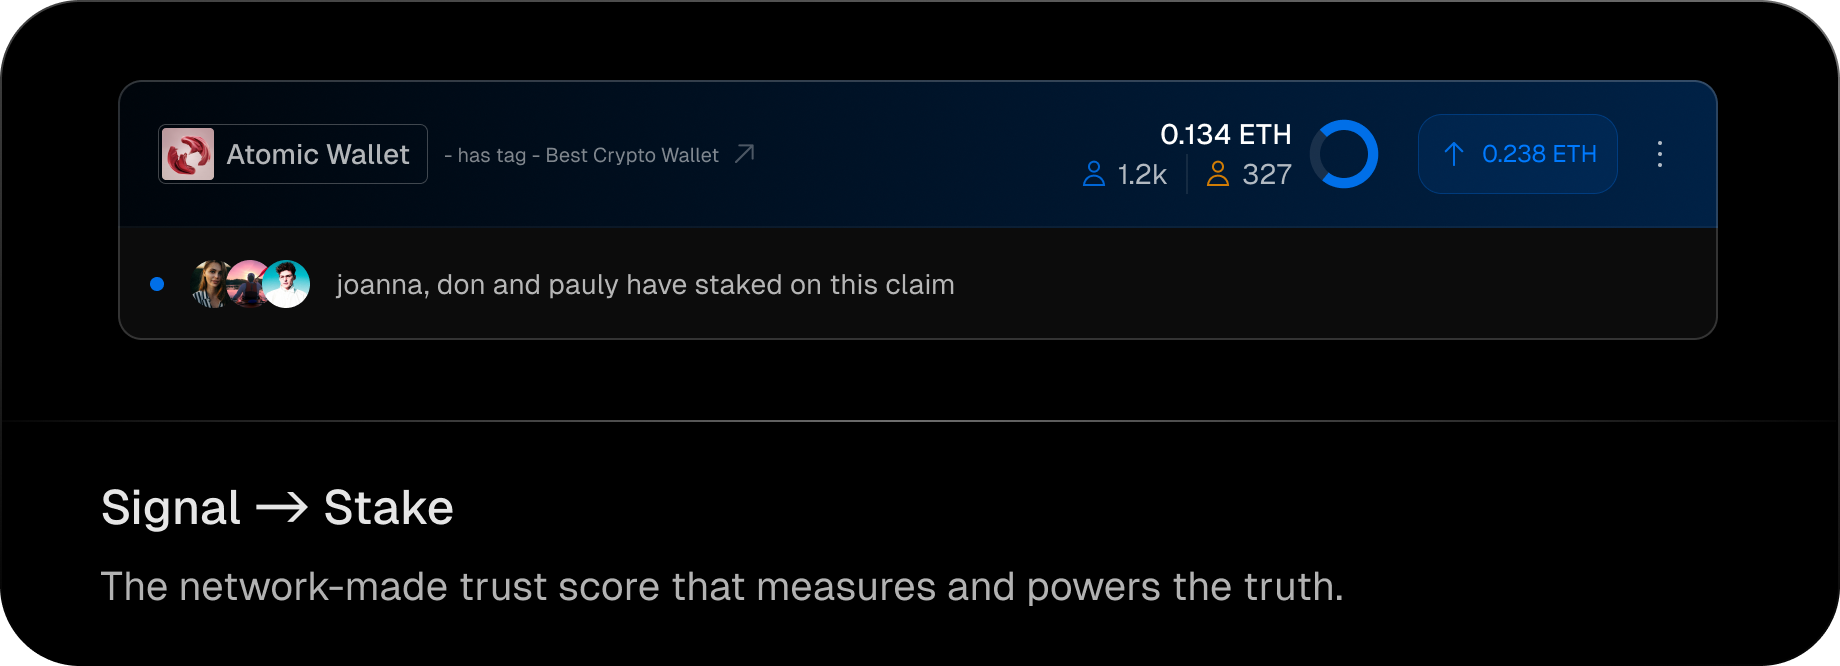 Atomic Wallet - has tag - Best Crypto Wallet
0.134 ETH
1.2k 327
0.238 ETH
joanna, don and pauly have staked on this claim
Signal → Stake
The network-made trust score that measures and powers the truth.